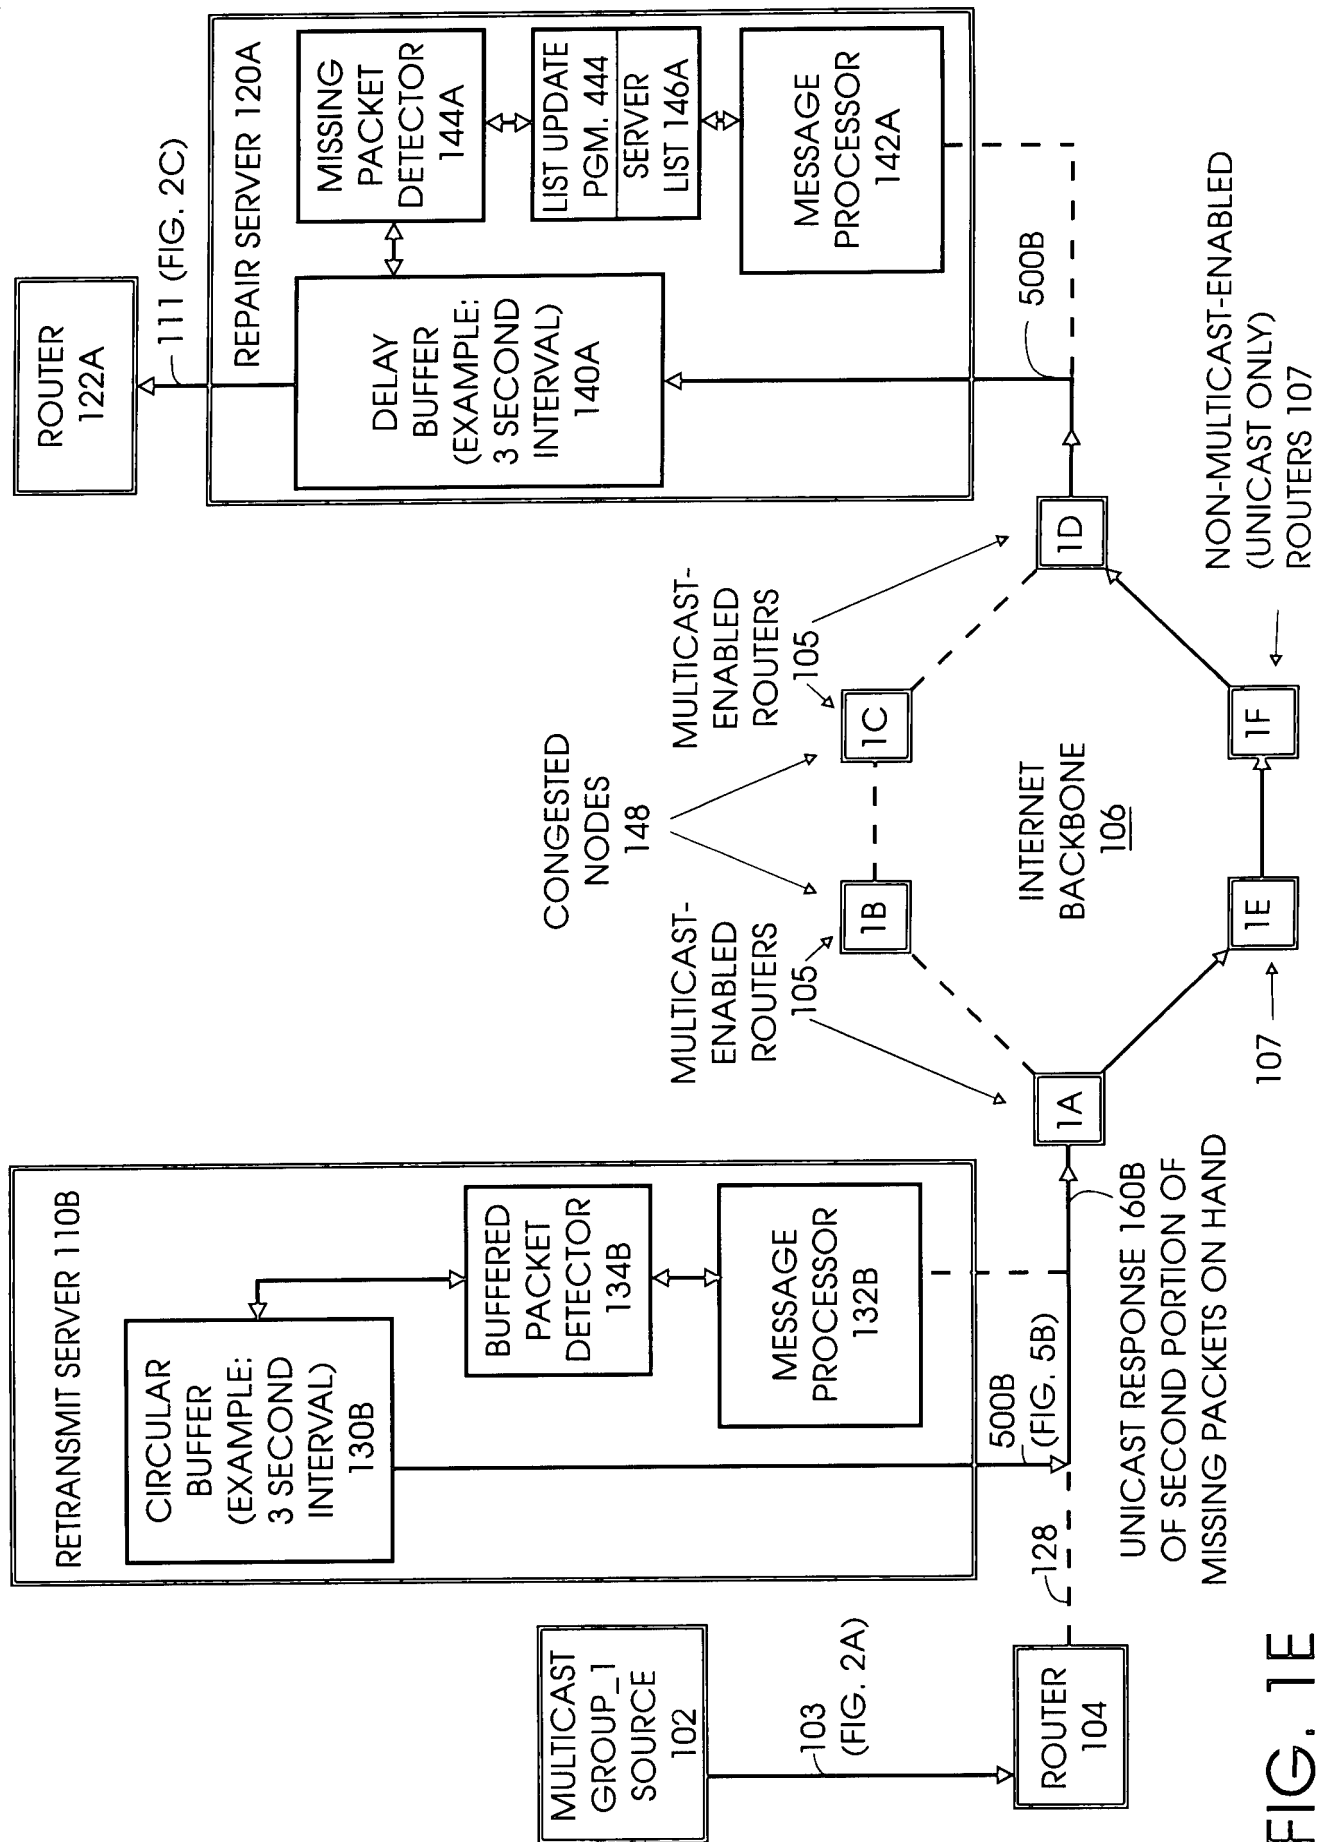 RETRANSMIT SERVER 110B
CIRCULAR
BUFFER
(EXAMPLE:
3 SECOND
INTERVAL)
130B
BUFFERED
PACKET
DETECTOR
134B
MESSAGE
PROCESSOR
132B
MULTICAST
GROUP_1
SOURCE
102
103
(FIG. 2A)
ROUTER
104
128
500B
(FIG. 5B)
UNICAST RESPONSE 160B
OF SECOND PORTION OF
MISSING PACKETS ON HAND
CONGESTED
NODES
148
MULTICAST-
ENABLED
ROUTERS
105
MULTICAST-
ENABLED
ROUTERS
105
1A
1B
1C
1D
1E
1F
INTERNET
BACKBONE
106
107
NON-MULTICAST-ENABLED
(UNICAST ONLY)
ROUTERS 107
ROUTER
122A
111 (FIG. 2C)
REPAIR SERVER 120A
DELAY
BUFFER
(EXAMPLE:
3 SECOND
INTERVAL)
140A
MISSING
PACKET
DETECTOR
144A
LIST UPDATE
PGM. 444
SERVER
LIST 146A
MESSAGE
PROCESSOR
142A
500B
FIG. 1E